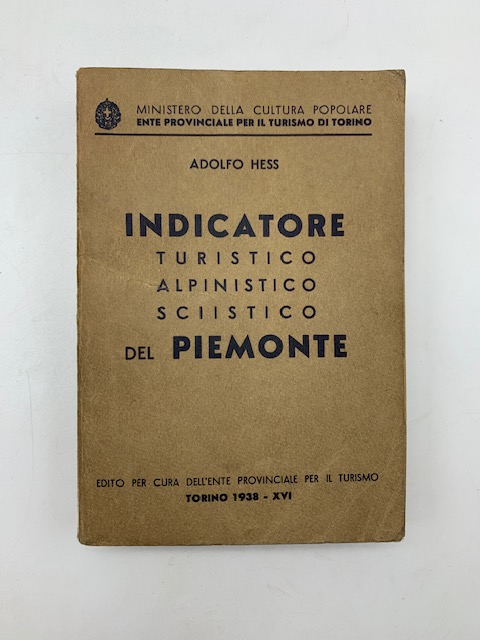 MINISTERO DELLA CULTURA POPOLARE
ENTE PROVINCIALE PER IL TURISMO DI TORINO
ADOLFO HESS
INDICATORE
TURISTICO
ALPINISTICO
SCIISTICO
DEL PIEMONTE
EDITO PER CURA DELL'ENTE PROVINCIALE PER IL TURISMO
TORINO 1938 - XVI